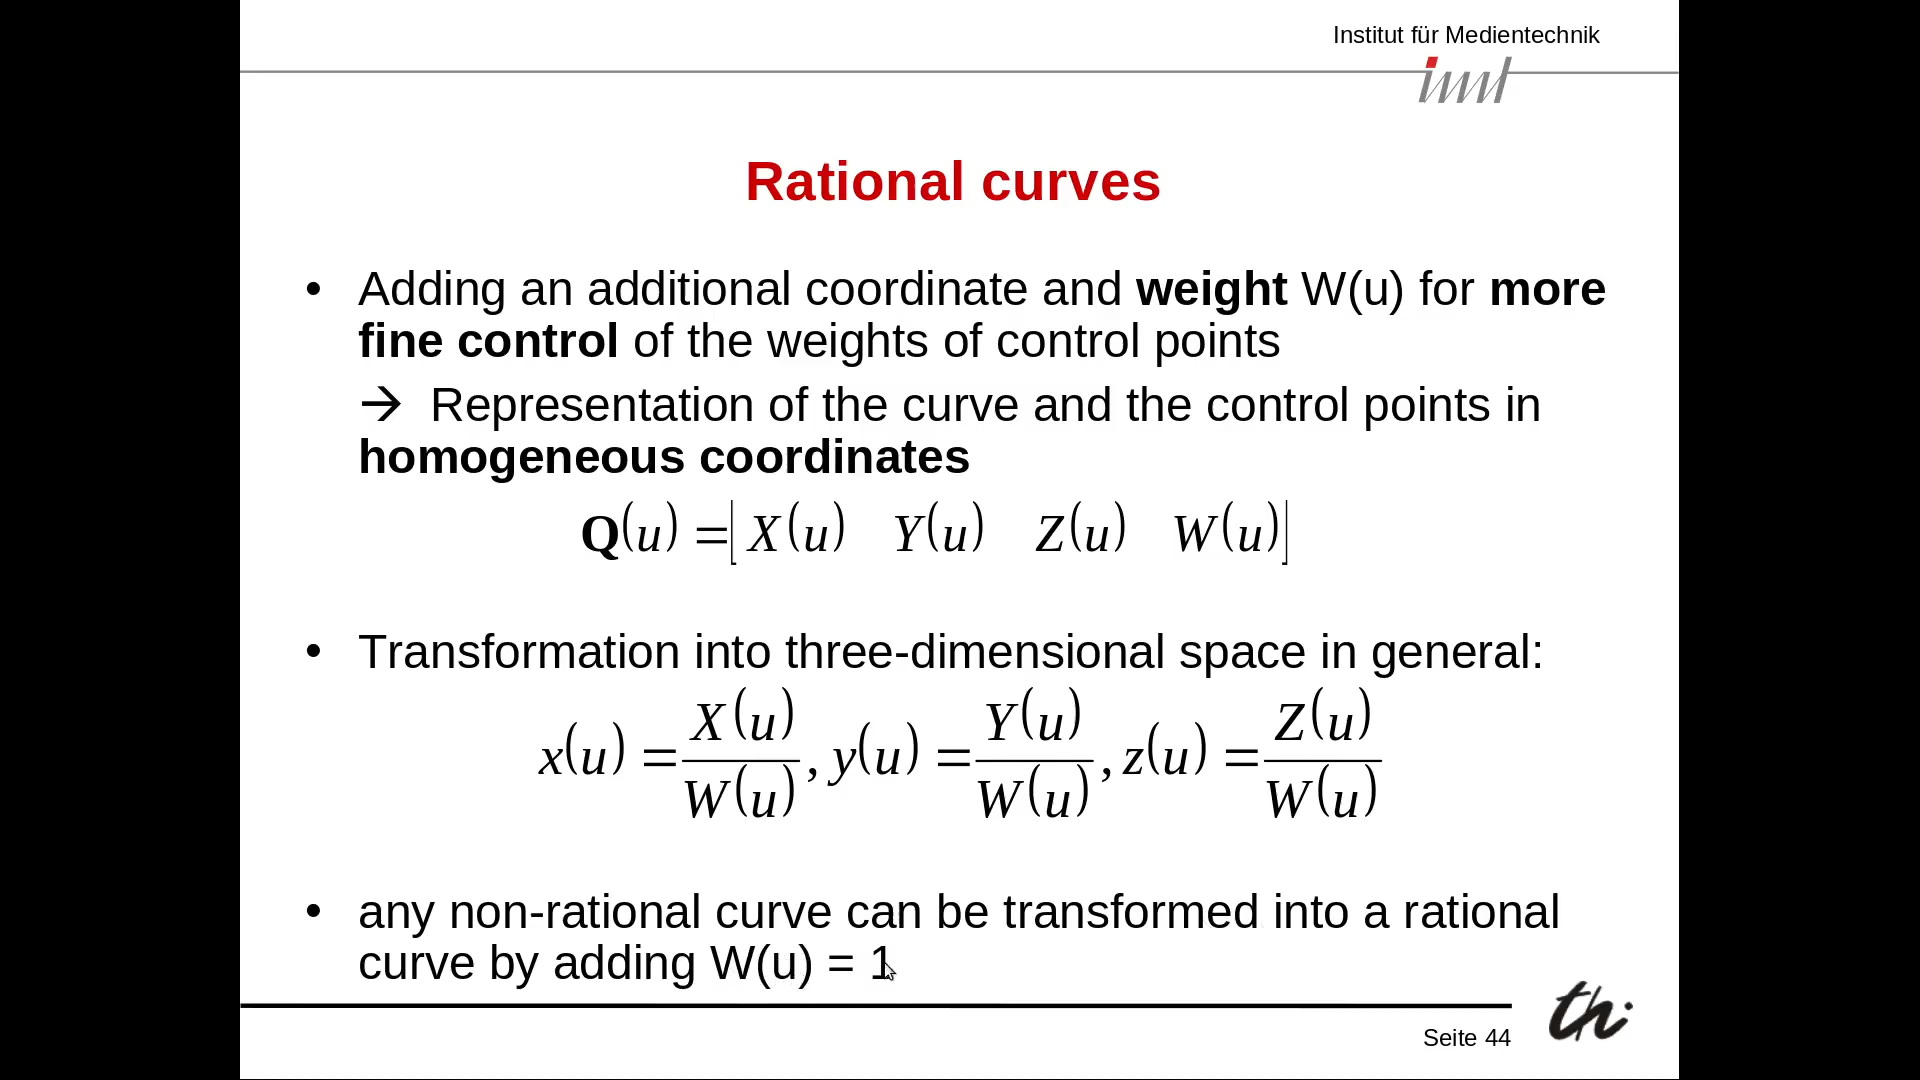 Institut für Medientechnik
imt
Rational curves
• Adding an additional coordinate and weight W(u) for more
fine control of the weights of control points
→ Representation of the curve and the control points in
homogeneous coordinates
Q(u) =[ X(u) Y(u) Z(u) W(u)]
• Transformation into three-dimensional space in general:
x(u) = X(u)/W(u), y(u) = Y(u)/W(u), z(u) = Z(u)/W(u)
• any non-rational curve can be transformed into a rational
curve by adding W(u) = 1
th.
Seite 44